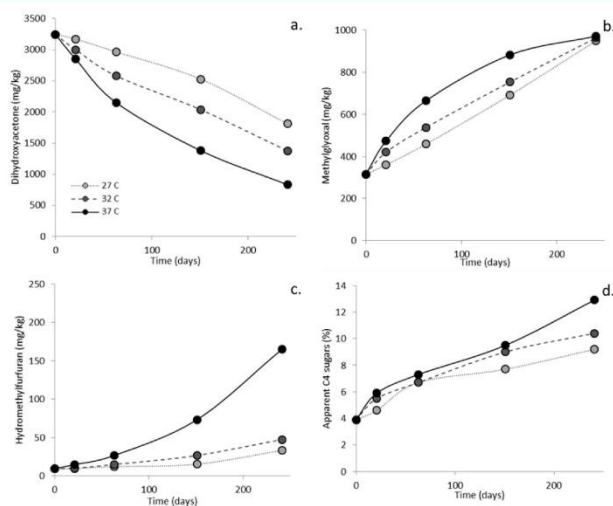 a.
Dihydroxyacetone (mg/kg)
3500
3000
2500
2000
1500
1000
500
0
27 C
32 C
37 C
0
100
200
Time (days)
b.
Methylglyoxal (mg/kg)
1000
800
600
400
200
0
0
100
200
Time (days)
c.
Hydromethylfurfuran (mg/kg)
250
200
150
100
50
0
0
100
200
Time (days)
d.
Apparent C4 sugars (%)
14
12
10
8
6
4
2
0
0
100
200
Time (days)